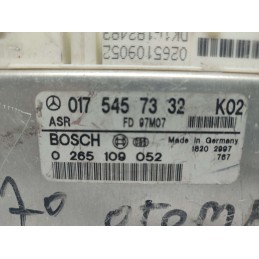 0265109052
017 545 73 32 K02
ASR FD 97M07
BOSCH Made in Germany
0 265 109 052 1620 2997
767
70